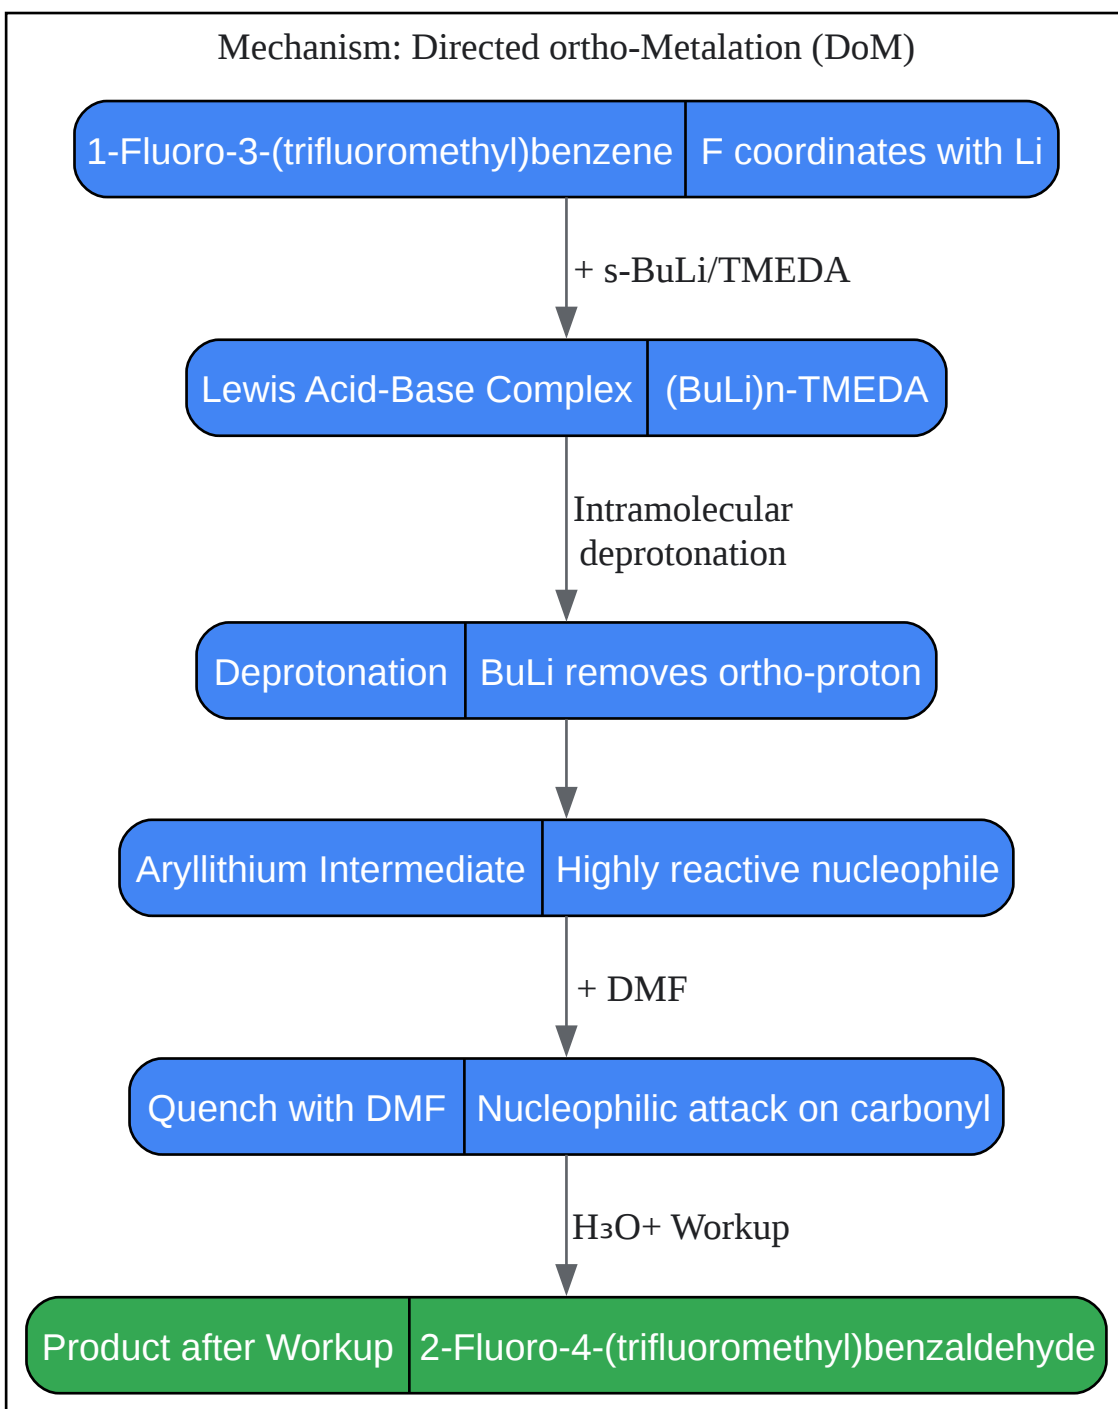 Mechanism: Directed ortho-Metalation (DoM)
1-Fluoro-3-(trifluoromethyl)benzene
F coordinates with Li
+ s-BuLi/TMEDA
Lewis Acid-Base Complex
(BuLi)n-TMEDA
Intramolecular
deprotonation
Deprotonation
BuLi removes ortho-proton
Aryllithium Intermediate
Highly reactive nucleophile
+ DMF
Quench with DMF
Nucleophilic attack on carbonyl
H₃O+ Workup
Product after Workup
2-Fluoro-4-(trifluoromethyl)benzaldehyde